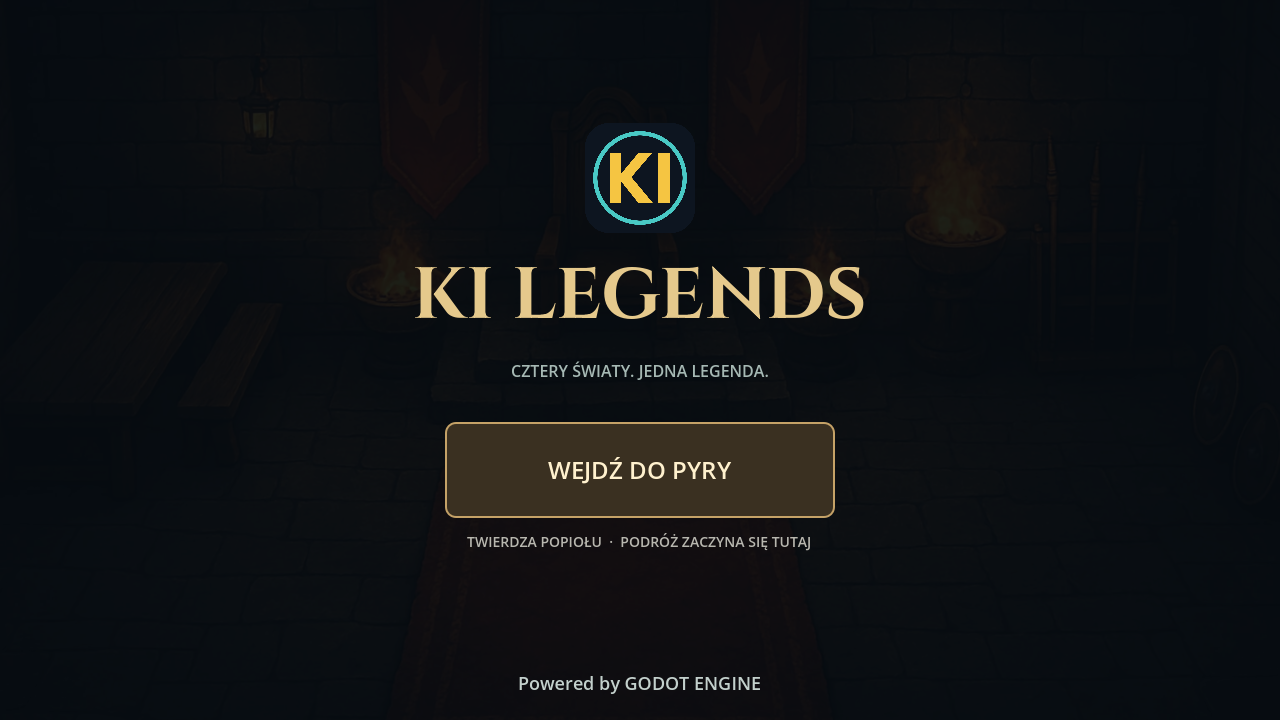 KI
KI LEGENDS
CZTERY ŚWIATY. JEDNA LEGENDA.
WEJDŹ DO PYRY
TWIERDZA POPIOŁU · PODRÓŻ ZACZYNA SIĘ TUTAJ
Powered by GODOT ENGINE